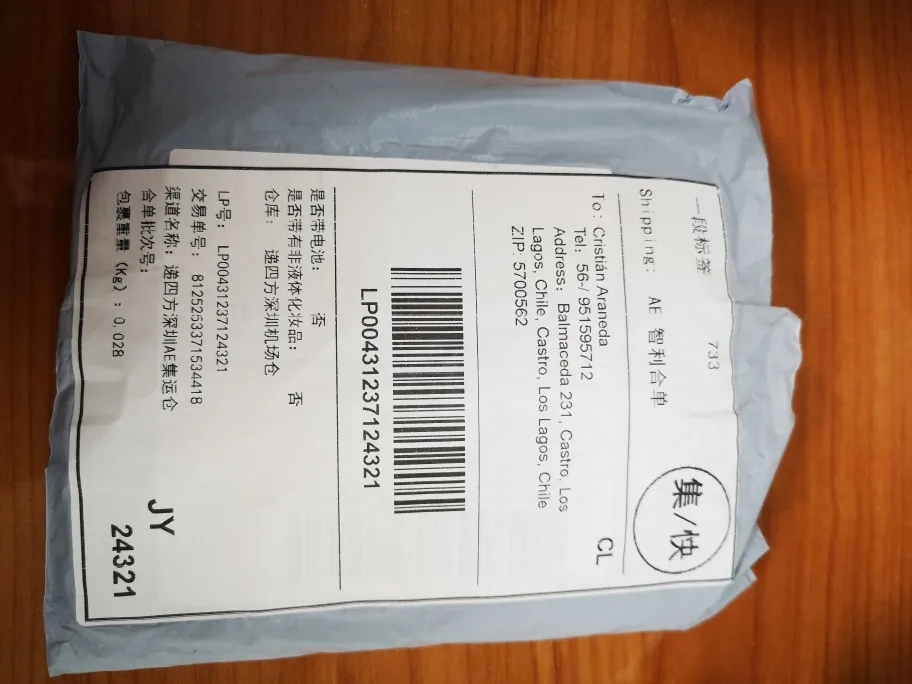 一段标签
733
Shipping: AE 智利合单
集/快
To: Cristián Araneda
CL
Tel: 56-/ 951595712
Address: Balmaceda 231, Castro, Los
Lagos, Chile, Castro, Los Lagos, Chile
ZIP: 5700562
LP00431237124321
是否带电池: 否
是否带有非液体化妆品: 否
仓库: 递四方深圳机场仓
LP号: LP00431237124321
交易单号: 8125253371534418
渠道名称: 递四方深圳AE集运仓
合单批次号:
包裹重量 (Kg): 0.028
JY
24321